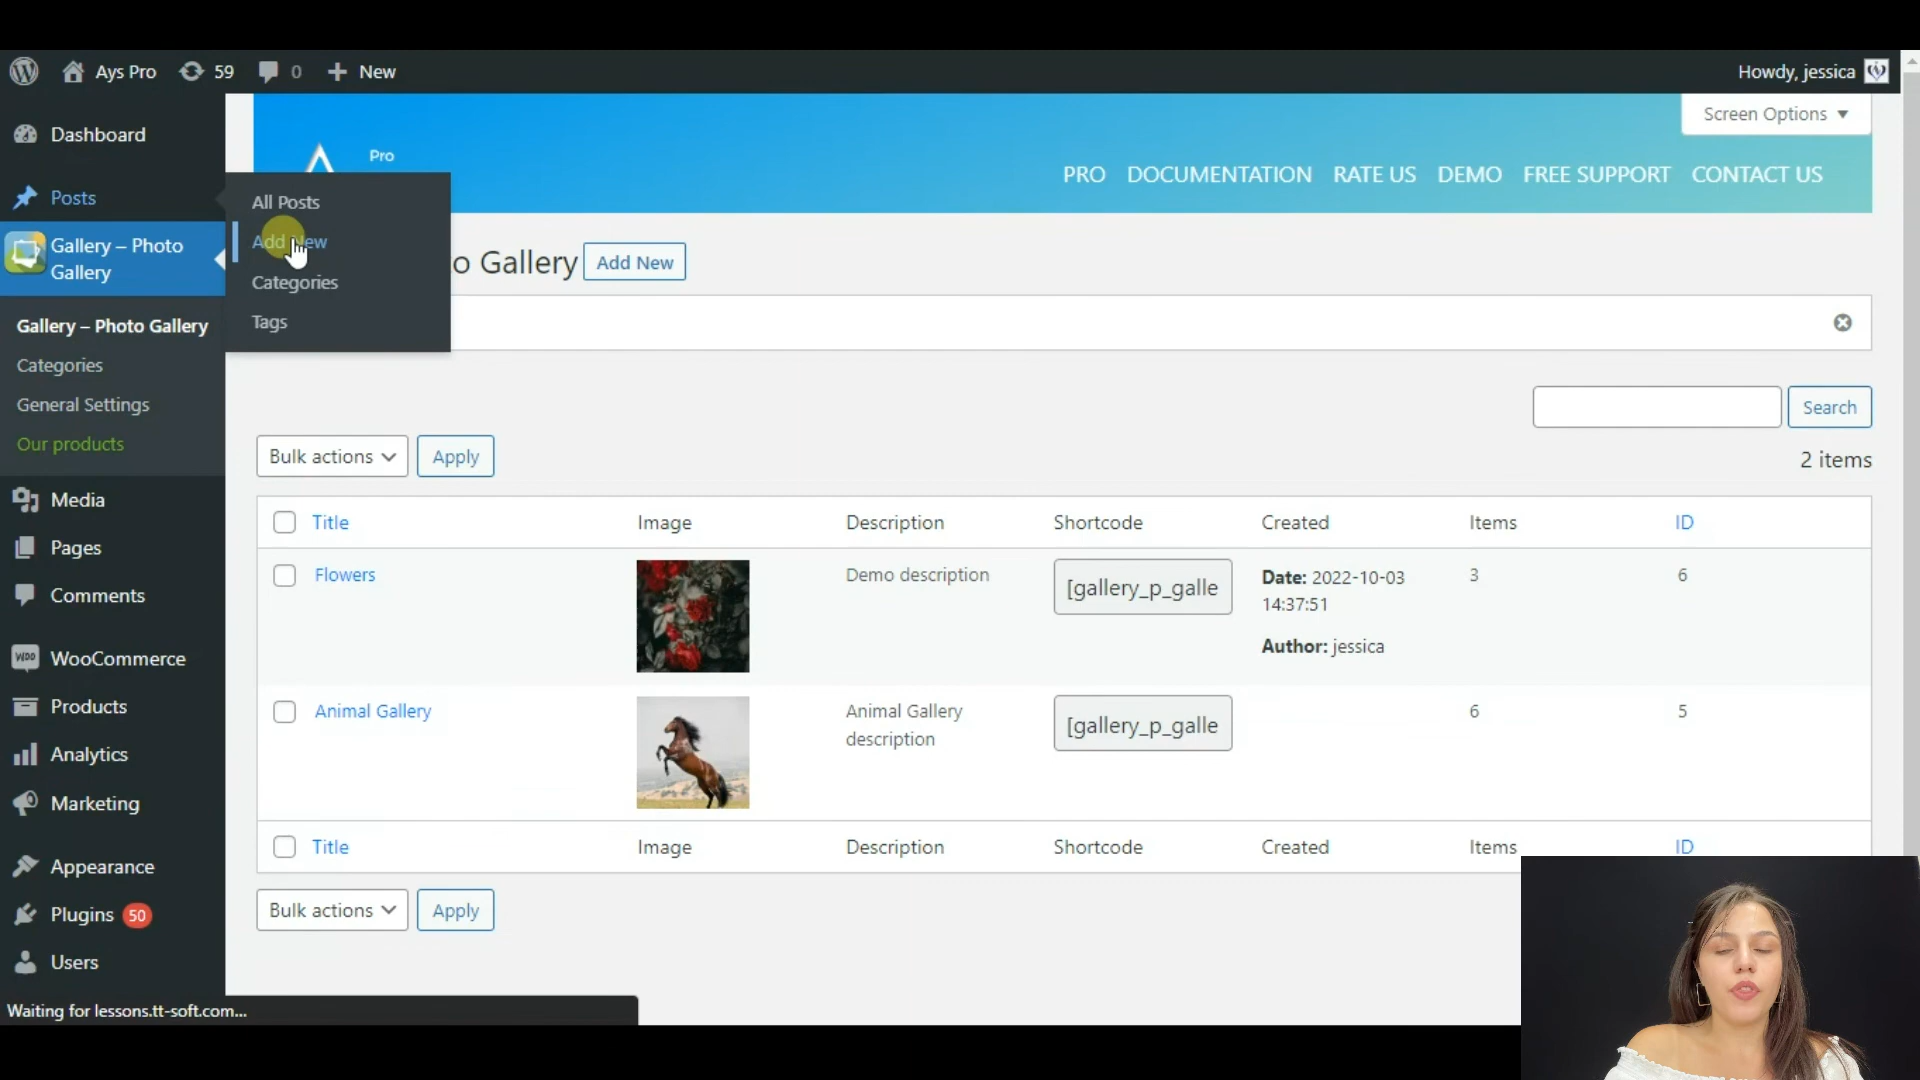 Ays Pro 59 0 New Howdy, jessica
Dashboard
Posts
Gallery – Photo
Gallery
Gallery – Photo Gallery
Categories
General Settings
Our products
Media
Pages
Comments
WooCommerce
Products
Analytics
Marketing
Appearance
Plugins 50
Users
All Posts
Add New
Categories
Tags
Screen Options
Pro
PRO DOCUMENTATION RATE US DEMO FREE SUPPORT CONTACT US
o Gallery Add New
Search
Bulk actions Apply
2 items
Title Image Description Shortcode Created Items ID
Flowers Demo description [gallery_p_galle Date: 2022-10-03 3 6
14:37:51
Author: jessica
Animal Gallery Animal Gallery [gallery_p_galle 6 5
description
Title Image Description Shortcode Created Items ID
Bulk actions Apply
Waiting for lessons.tt-soft.com...